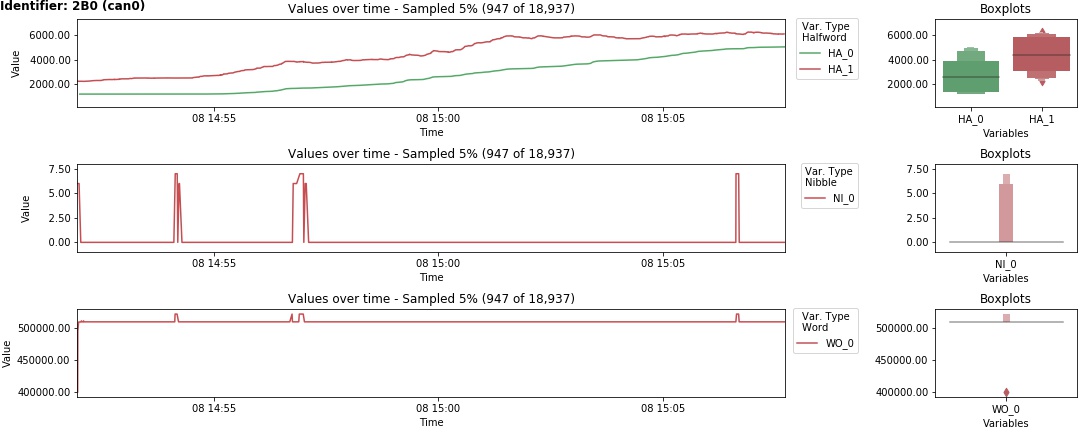 Identifier: 2B0 (can0)
Values over time - Sampled 5% (947 of 18,937)
Boxplots
Value
6000.00
4000.00
2000.00
08 14:55
08 15:00
08 15:05
Time
Var. Type
Halfword
HA_0
HA_1
6000.00
4000.00
2000.00
HA_0
HA_1
Variables
Values over time - Sampled 5% (947 of 18,937)
Boxplots
Value
7.50
5.00
2.50
0.00
08 14:55
08 15:00
08 15:05
Time
Var. Type
Nibble
NI_0
7.50
5.00
2.50
0.00
NI_0
Variables
Values over time - Sampled 5% (947 of 18,937)
Boxplots
Value
500000.00
450000.00
400000.00
08 14:55
08 15:00
08 15:05
Time
Var. Type
Word
WO_0
500000.00
450000.00
400000.00
WO_0
Variables